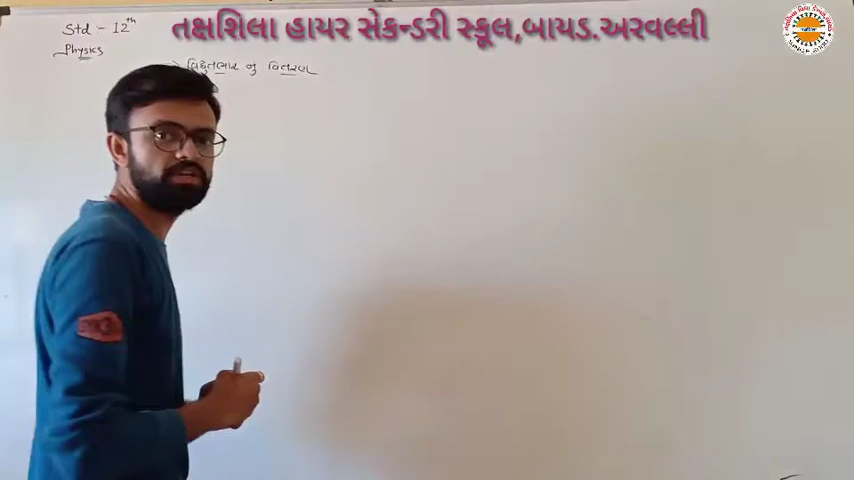 તક્ષશિલા હાયર સેકન્ડરી સ્કૂલ,બાયડ.અરવલ્લી
Std - 12th
Physics
વિદ્યુતભાર નુ વિતરણ